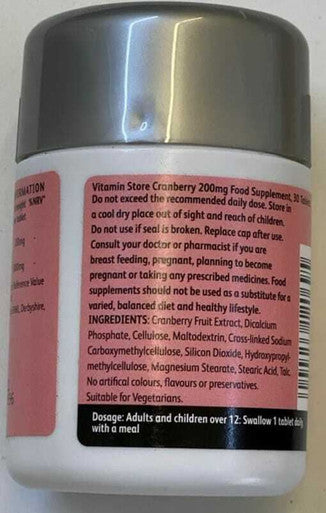 Vitamin Store Cranberry 200mg Food Supplement, 30
Do not exceed the recommended daily dose. Store in
a cool dry place out of sight and reach of children.
Do not use if seal is broken. Replace cap after use.
Consult your doctor or pharmacist if you are
breast feeding, pregnant, planning to become
pregnant or taking any prescribed medicines. Food
supplements should not be used as a substitute for a
varied, balanced diet and healthy lifestyle.
INGREDIENTS: Cranberry Fruit Extract, Dicalcium
Phosphate, Cellulose, Maltodextrin, Cross-linked Sodium
Carboxymethylcellulose, Silicon Dioxide, Hydroxypropyl-
methylcellulose, Magnesium Stearate, Stearic Acid, Talc.
No artificial colours, flavours or preservatives.
Suitable for Vegetarians.
Dosage: Adults and children over 12: Swallow 1 tablet daily
with a meal
%NRV
Value
Derbyshire,